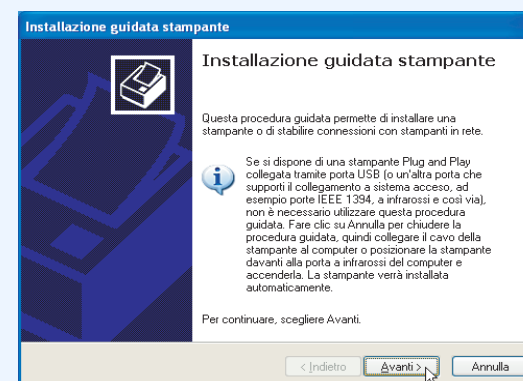 Installazione guidata stampante
Installazione guidata stampante
Questa procedura guidata permette di installare una
stampante o di stabilire connessioni con stampanti in rete.
Se si dispone di una stampante Plug and Play
collegata tramite porta USB (o un'altra porta che
supporti il collegamento a sistema acceso, ad
esempio porte IEEE 1394, a infrarossi e così via),
non è necessario utilizzare questa procedura
guidata. Fare clic su Annulla per chiudere la
procedura guidata, quindi collegare il cavo della
stampante al computer o posizionare la stampante
davanti alla porta a infrarossi del computer e
accenderla. La stampante verrà installata
automaticamente.
Per continuare, scegliere Avanti.
< Indietro Avanti > Annulla